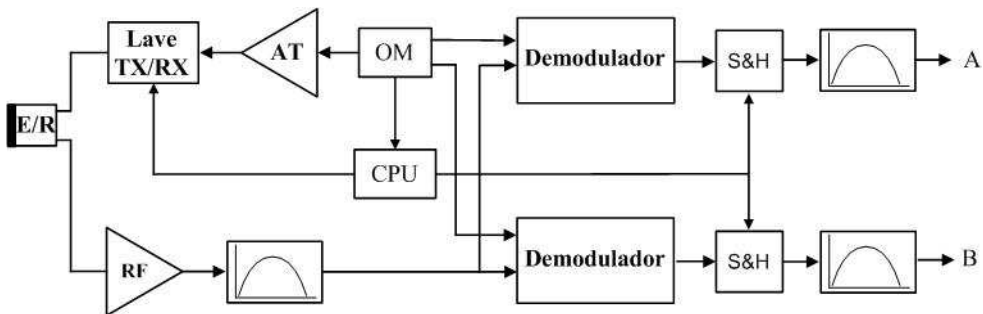 Lave
TX/RX
AT
OM
Demodulador
S&H
A
E/R
CPU
RF
Demodulador
S&H
B